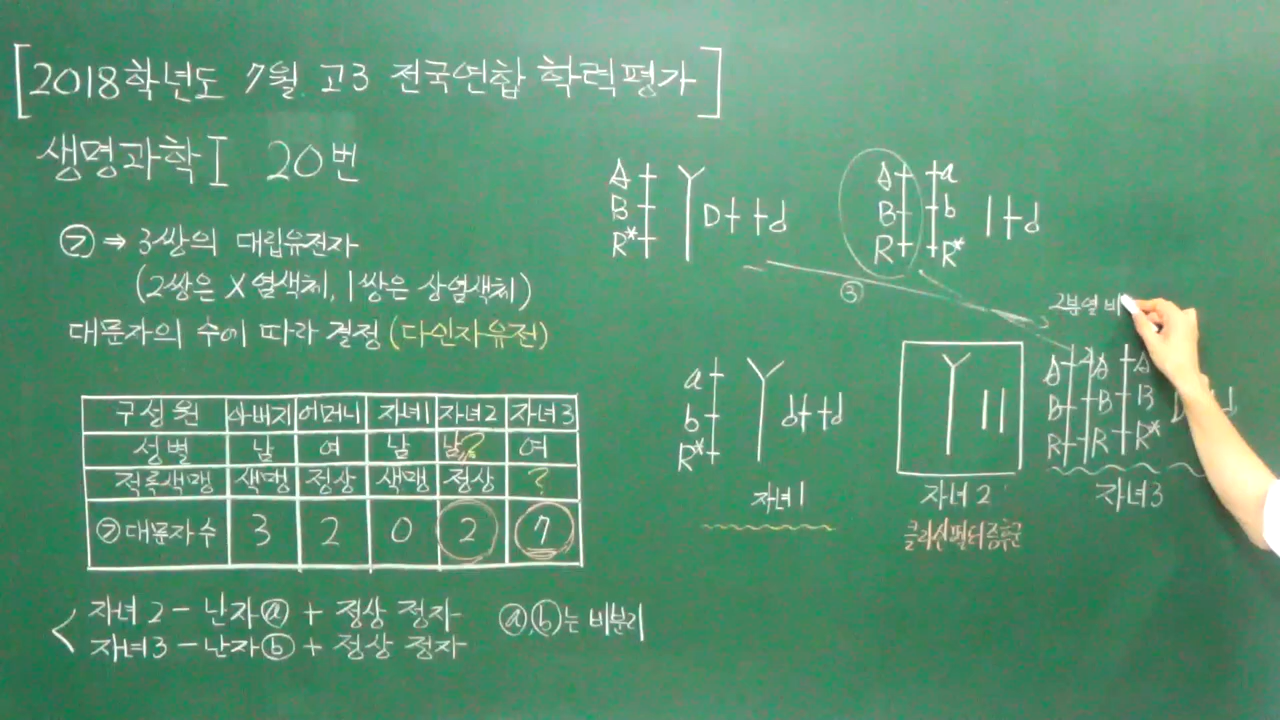 [2018학년도 7월 고3 전국연합 학력평가]
생명과학Ⅰ 20번
㉠ ⇒ 3쌍의 대립유전자
(2쌍은 X염색체, 1쌍은 상염색체)
대문자의 수에 따라 결정 (다인자유전)
구성원 아버지 어머니 자녀1 자녀2 자녀3
성별 남 여 남 남? 여
적록색맹 색맹 정상 색맹 정상 ?
㉠대문자수 3 2 0 2 7
자녀 2 - 난자ⓐ + 정상 정자
자녀 3 - 난자ⓑ + 정상 정자
ⓐ,ⓑ는 비분리
A
B D d
R*
A a
B b d
R R*
③
2분열 비
a
b d d
R*
자녀1
자녀 2
클라인펠터증후군
A A A
B B B D d
R R R*
자녀3